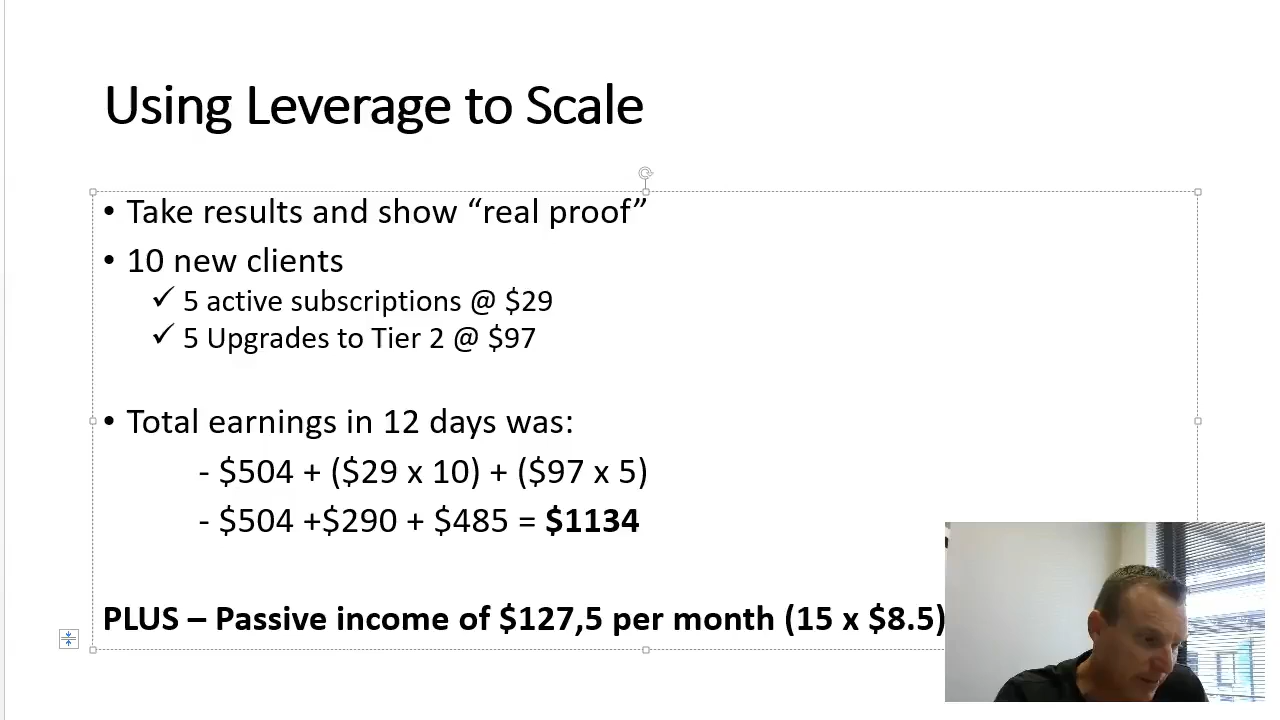 Using Leverage to Scale
• Take results and show “real proof”
• 10 new clients
✓ 5 active subscriptions @ $29
✓ 5 Upgrades to Tier 2 @ $97
• Total earnings in 12 days was:
- $504 + ($29 x 10) + ($97 x 5)
- $504 +$290 + $485 = $1134
PLUS – Passive income of $127,5 per month (15 x $8.5)